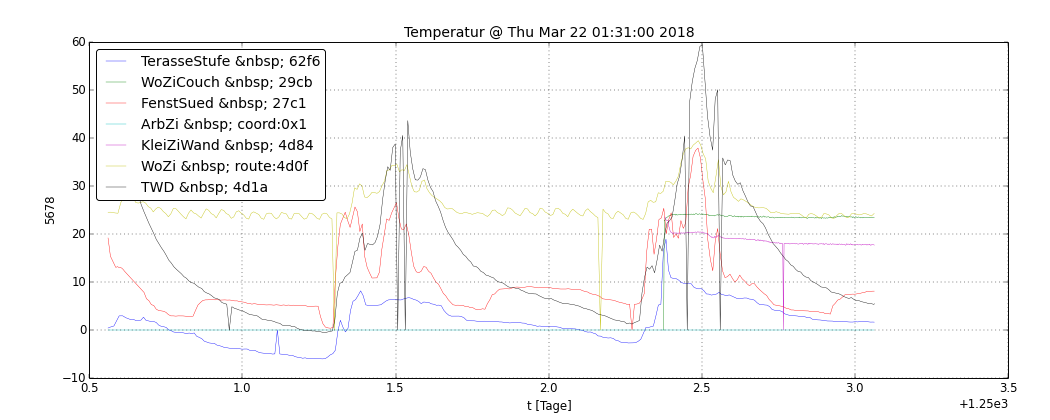 Temperatur @ Thu Mar 22 01:31:00 2018
60
50
40
30
20
10
0
−10
5678
TerasseStufe &nbsp; 62f6
WoZiCouch &nbsp; 29cb
FenstSued &nbsp; 27c1
ArbZi &nbsp; coord:0x1
KleiZiWand &nbsp; 4d84
WoZi &nbsp; route:4d0f
TWD &nbsp; 4d1a
0.5 1.0 1.5 2.0 2.5 3.0 3.5
t [Tage]
+1.25e3